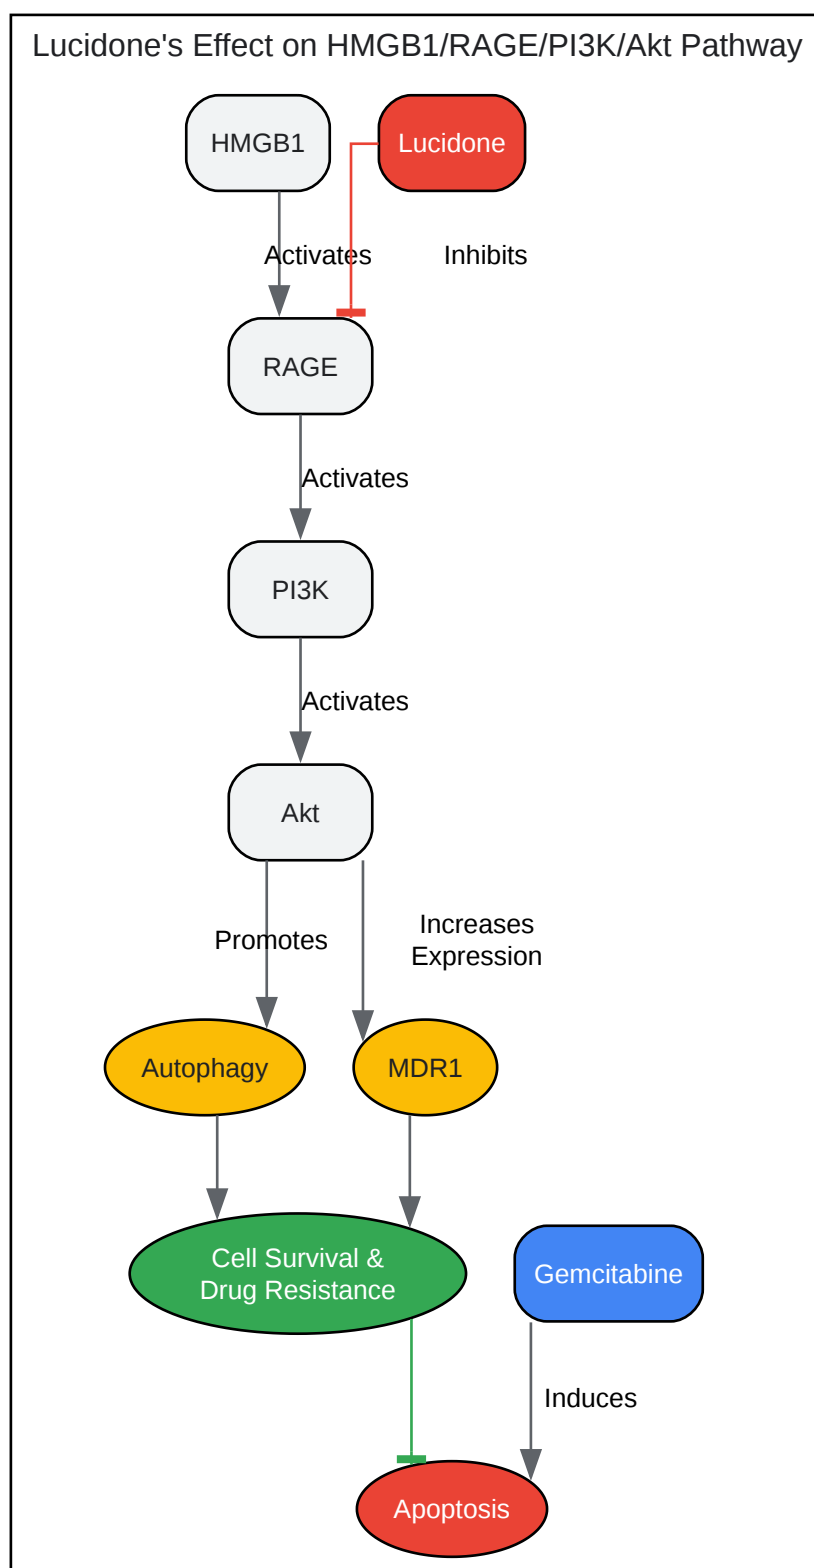 Lucidone's Effect on HMGB1/RAGE/PI3K/Akt Pathway
HMGB1
Lucidone
Activates
Inhibits
RAGE
Activates
PI3K
Activates
Akt
Promotes
Increases
Expression
Autophagy
MDR1
Cell Survival &
Drug Resistance
Gemcitabine
Induces
Apoptosis